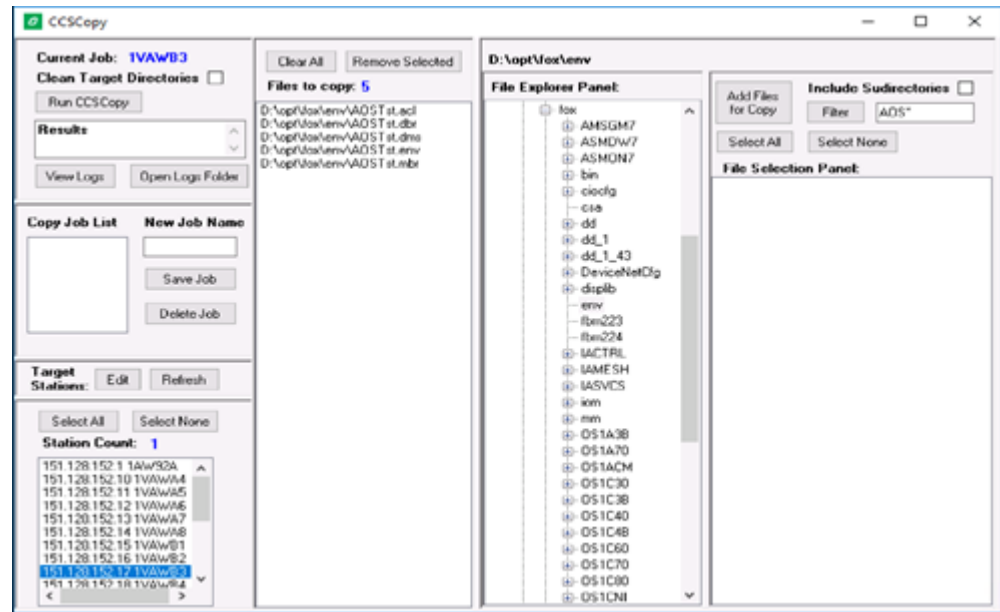 CCSCopy
Current Job: 1VAWB3
Clean Target Directories
Run CCSCopy
Results
View Logs
Open Logs Folder
Copy Job List
New Job Name
Save Job
Delete Job
Target Stations:
Edit
Refresh
Select All
Select None
Station Count: 1
151.128.152.1 1AW92A
151.128.152.10 1VAWA4
151.128.152.11 1VAWA5
151.128.152.12 1VAWA6
151.128.152.13 1VAWA7
151.128.152.14 1VAWA8
151.128.152.15 1VAWB1
151.128.152.16 1VAWB2
151.128.152.17 1VAWB3
151.128.152.18 1VAWB4
Clear All
Remove Selected
Files to copy: 5
D:\opt\fox\env\AOSTst.acl
D:\opt\fox\env\AOSTst.dbr
D:\opt\fox\env\AOSTst.dms
D:\opt\fox\env\AOSTst.env
D:\opt\fox\env\AOSTst.mbr
D:\opt\fox\env
File Explorer Panel:
fox
AMSGM7
ASMDW7
ASMON7
bin
ciocfg
csa
dd
dd_1
dd_1_43
DeviceNetCfg
displib
env
fbm223
fbm224
IACTRL
IAMESH
IASVCS
iom
mm
OS1A3B
OS1A70
OS1ACM
OS1C30
OS1C3B
OS1C40
OS1C4B
OS1C60
OS1C70
OS1C80
OS1CNI
Add Files for Copy
Include Sudirectories
Filter
AOS*
Select All
Select None
File Selection Panel: